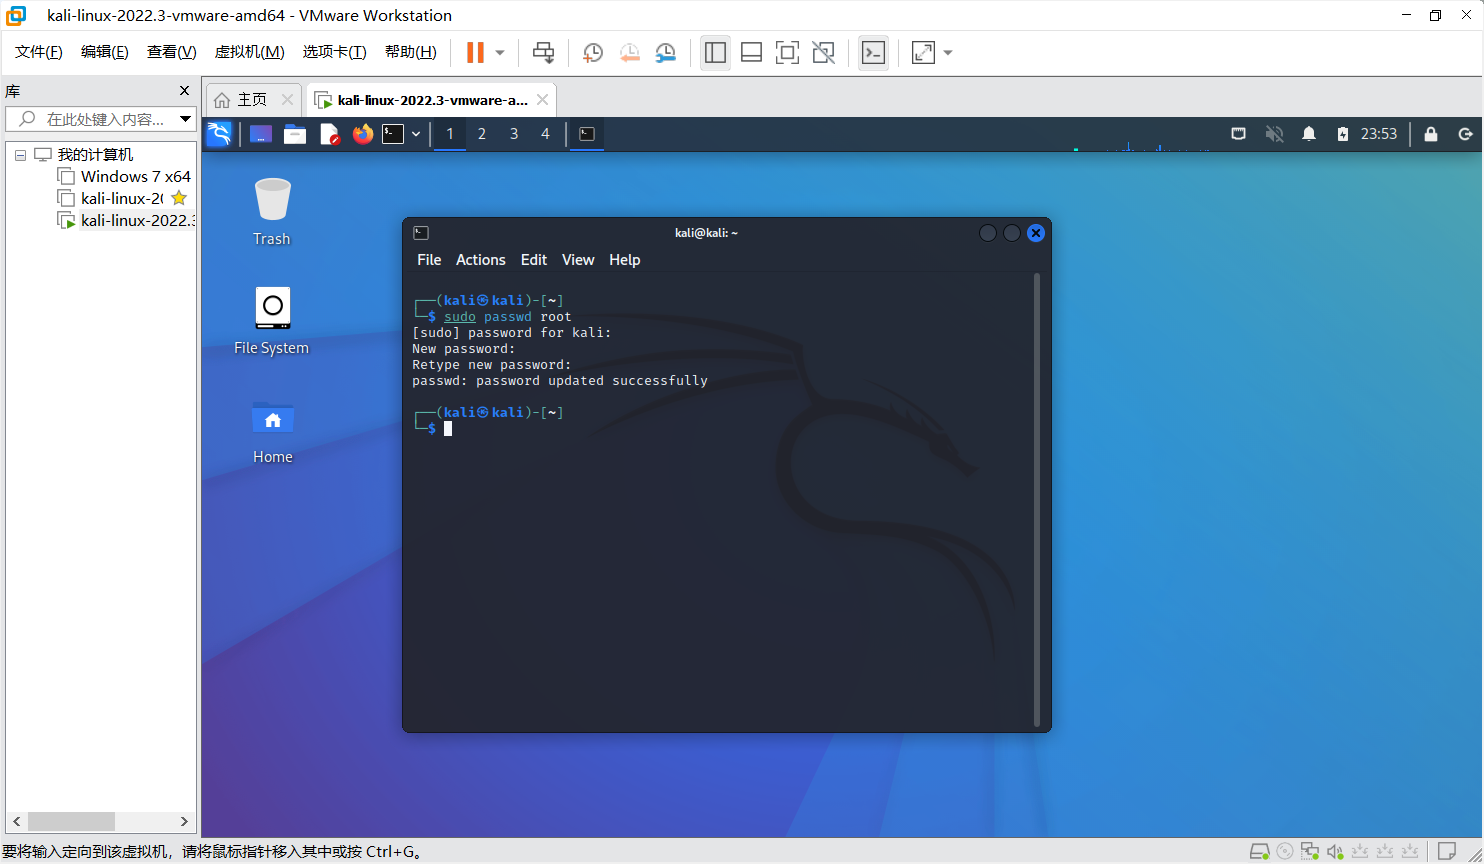 kali-linux-2022.3-vmware-amd64 - VMware Workstation
文件(F) 编辑(E) 查看(V) 虚拟机(M) 选项卡(T) 帮助(H)
库
在此处键入内容...
我的计算机
Windows 7 x64
kali-linux-20
kali-linux-2022.3
主页
kali-linux-2022.3-vmware-a...
1 2 3 4
23:53
Trash
File System
Home
kali@kali: ~
File Actions Edit View Help
┌──(kali㉿kali)-[~]
└─$ sudo passwd root
[sudo] password for kali:
New password:
Retype new password:
passwd: password updated successfully
┌──(kali㉿kali)-[~]
└─$
要将输入定向到该虚拟机，请将鼠标指针移入其中或按 Ctrl+G。